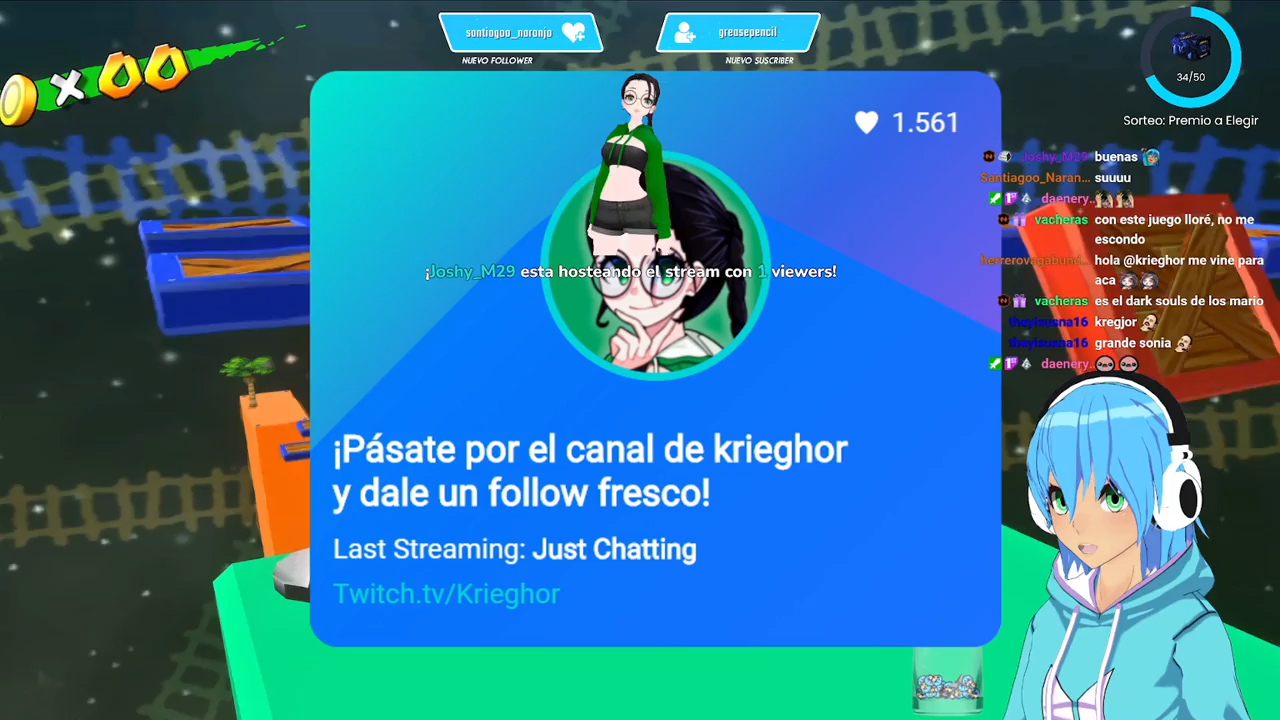 santiagoo_naranjo
NUEVO FOLLOWER
greasepencil
NUEVO SUSCRIBER
× 00
34/50
Sorteo: Premio a Elegir
1.561
¡Joshy_M29 esta hosteando el stream con 1 viewers!
¡Pásate por el canal de krieghor
y dale un follow fresco!
Last Streaming: Just Chatting
Twitch.tv/Krieghor
Joshy_M29 buenas
Santiagoo_Naran... suuuu
daenery..
vacheras con este juego lloré, no me
escondo
herrerovagabund... hola @krieghor me vine para
aca
vacheras es el dark souls de los mario
theyisusna16 kregjor
theyisusna16 grande sonia
daenery..